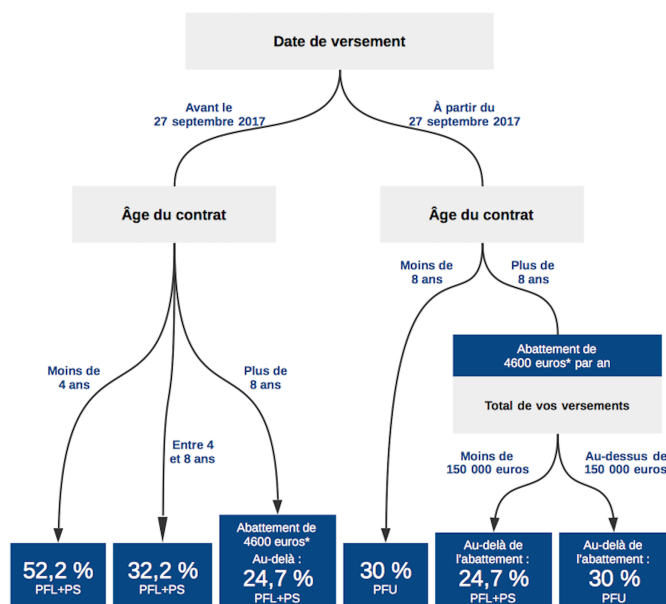 Date de versement
Avant le
27 septembre 2017
À partir du
27 septembre 2017
Âge du contrat
Âge du contrat
Moins de
8 ans
Plus de
8 ans
Abattement de
4600 euros* par an
Total de vos versements
Moins de
4 ans
Plus de
8 ans
Entre 4
et 8 ans
Moins de
150 000 euros
Au-dessus de
150 000 euros
52,2 %
PFL+PS
32,2 %
PFL+PS
Abattement de
4600 euros*
Au-delà :
24,7 %
PFL+PS
30 %
PFU
Au-delà de
l'abattement :
24,7 %
PFL+PS
Au-delà de
l'abattement :
30 %
PFU